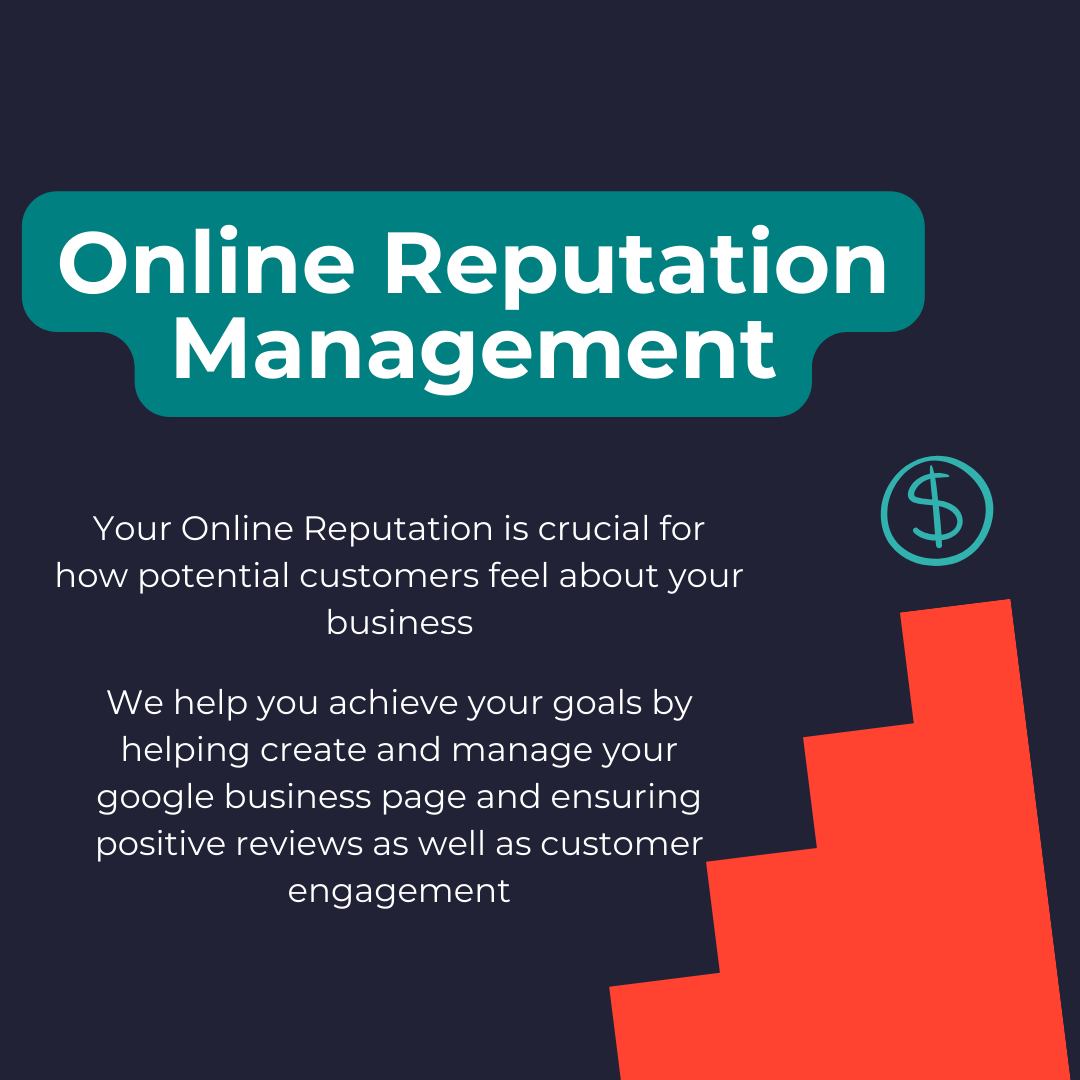 Online Reputation
Management
$
Your Online Reputation is crucial for
how potential customers feel about your
business
We help you achieve your goals by
helping create and manage your
google business page and ensuring
positive reviews as well as customer
engagement